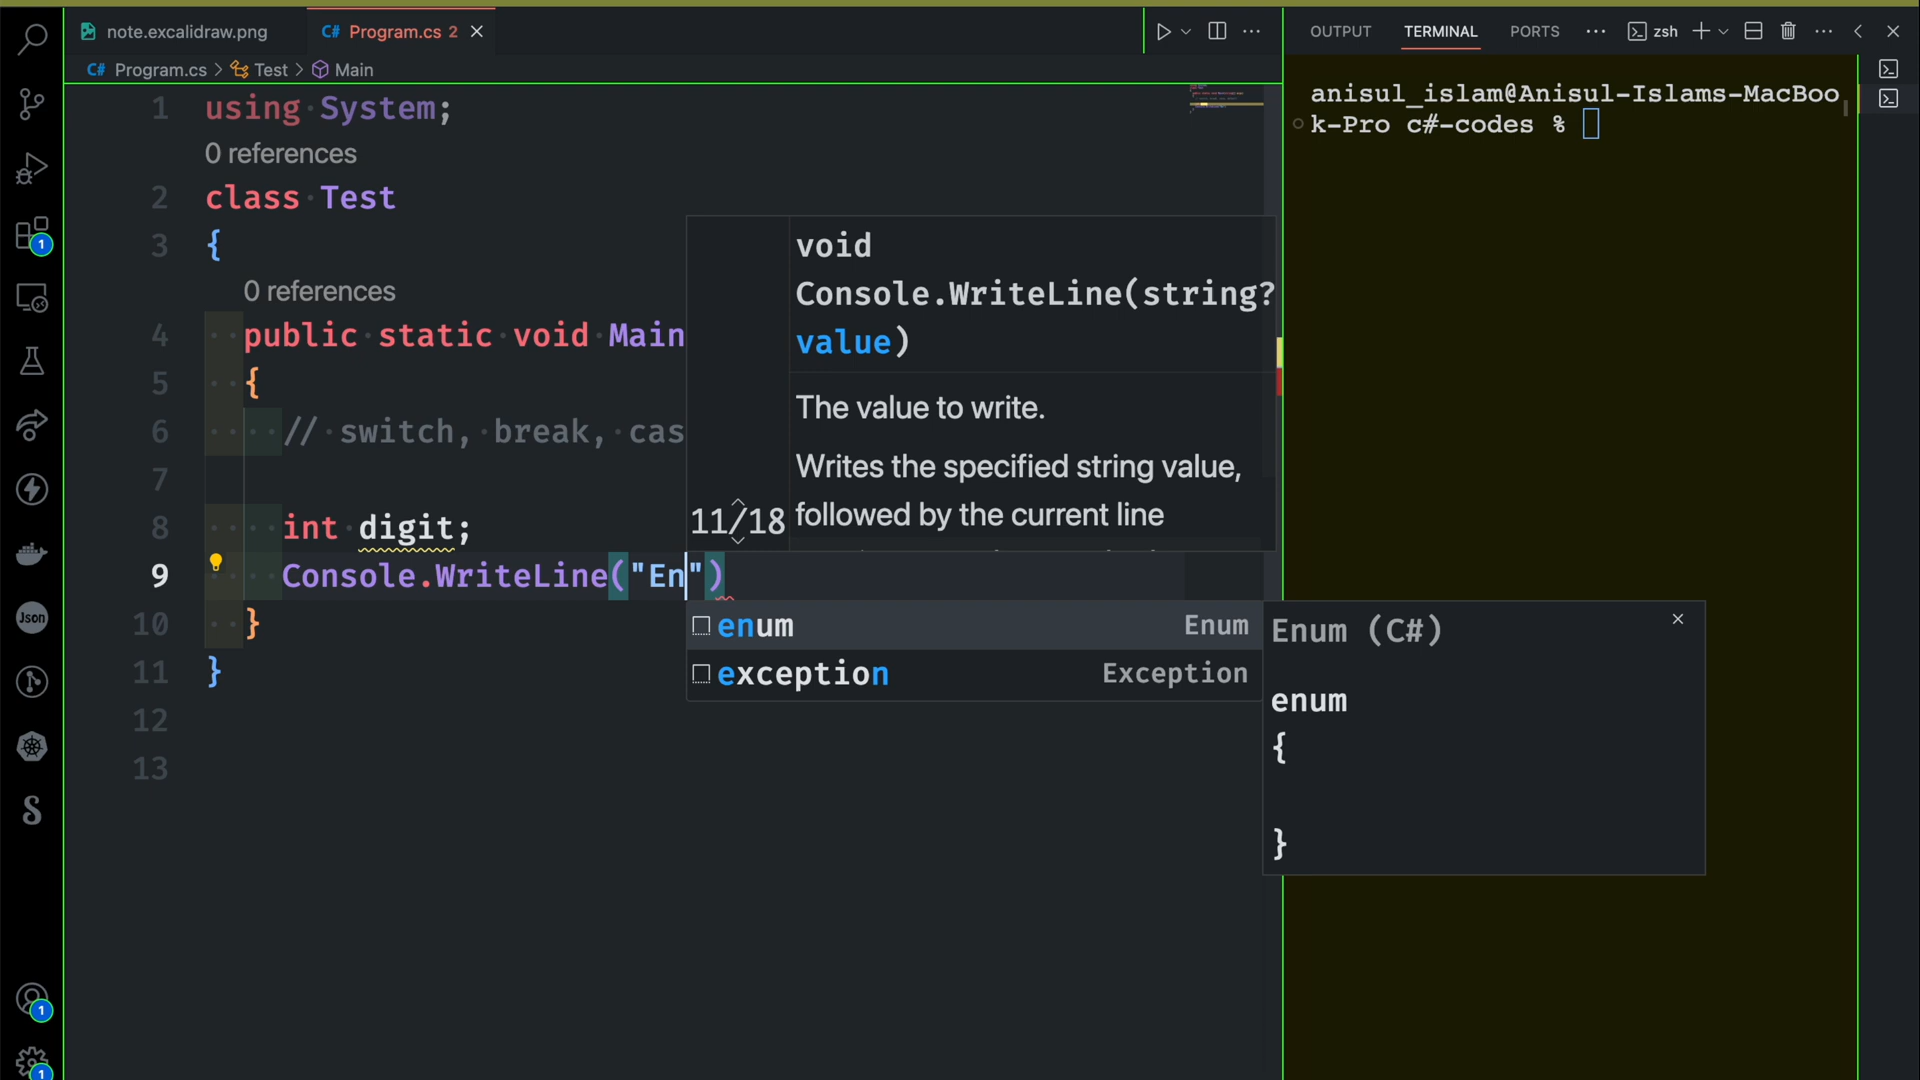 note.excalidraw.png
C# Program.cs 2
OUTPUT TERMINAL PORTS zsh
C# Program.cs > Test > Main
1 using System;
0 references
2 class Test
3 {
0 references
4 public static void Main
5 {
6 // switch, break, cas
7
8 int digit;
9 Console.WriteLine("En")
10 }
11 }
12
13
void
Console.WriteLine(string?
value)
The value to write.
Writes the specified string value,
followed by the current line
11/18
enum Enum
exception Exception
Enum (C#)
enum
{
}
anisul_islam@Anisul-Islams-MacBoo
k-Pro c#-codes %
1
Json
1
1